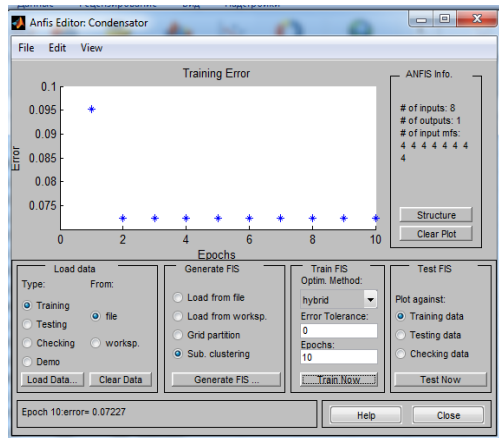 Данные Рецензирование Вид Надстройки
Anfis Editor: Condensator
File Edit View
Training Error
0.1
0.095
0.09
0.085
0.08
0.075
Error
0 2 4 6 8 10
Epochs
ANFIS Info.
# of inputs: 8
# of outputs: 1
# of input mfs:
4 4 4 4 4 4 4
4
Structure
Clear Plot
Load data
Type: From:
Training
Testing
Checking
Demo
file
worksp.
Load Data... Clear Data
Generate FIS
Load from file
Load from worksp.
Grid partition
Sub. clustering
Generate FIS ...
Train FIS
Optim. Method:
hybrid
Error Tolerance:
0
Epochs:
10
Train Now
Test FIS
Plot against:
Training data
Testing data
Checking data
Test Now
Epoch 10:error= 0.07227
Help Close